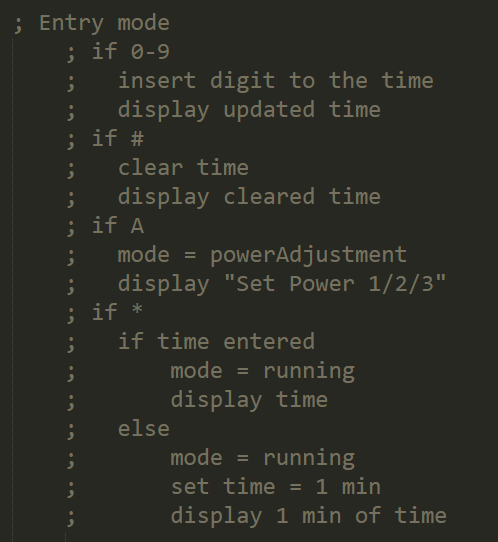 ; Entry mode
; if 0-9
; insert digit to the time
; display updated time
; if #
; clear time
; display cleared time
; if A
; mode = powerAdjustment
; display "Set Power 1/2/3"
; if *
; if time entered
; mode = running
; display time
; else
; mode = running
; set time = 1 min
; display 1 min of time